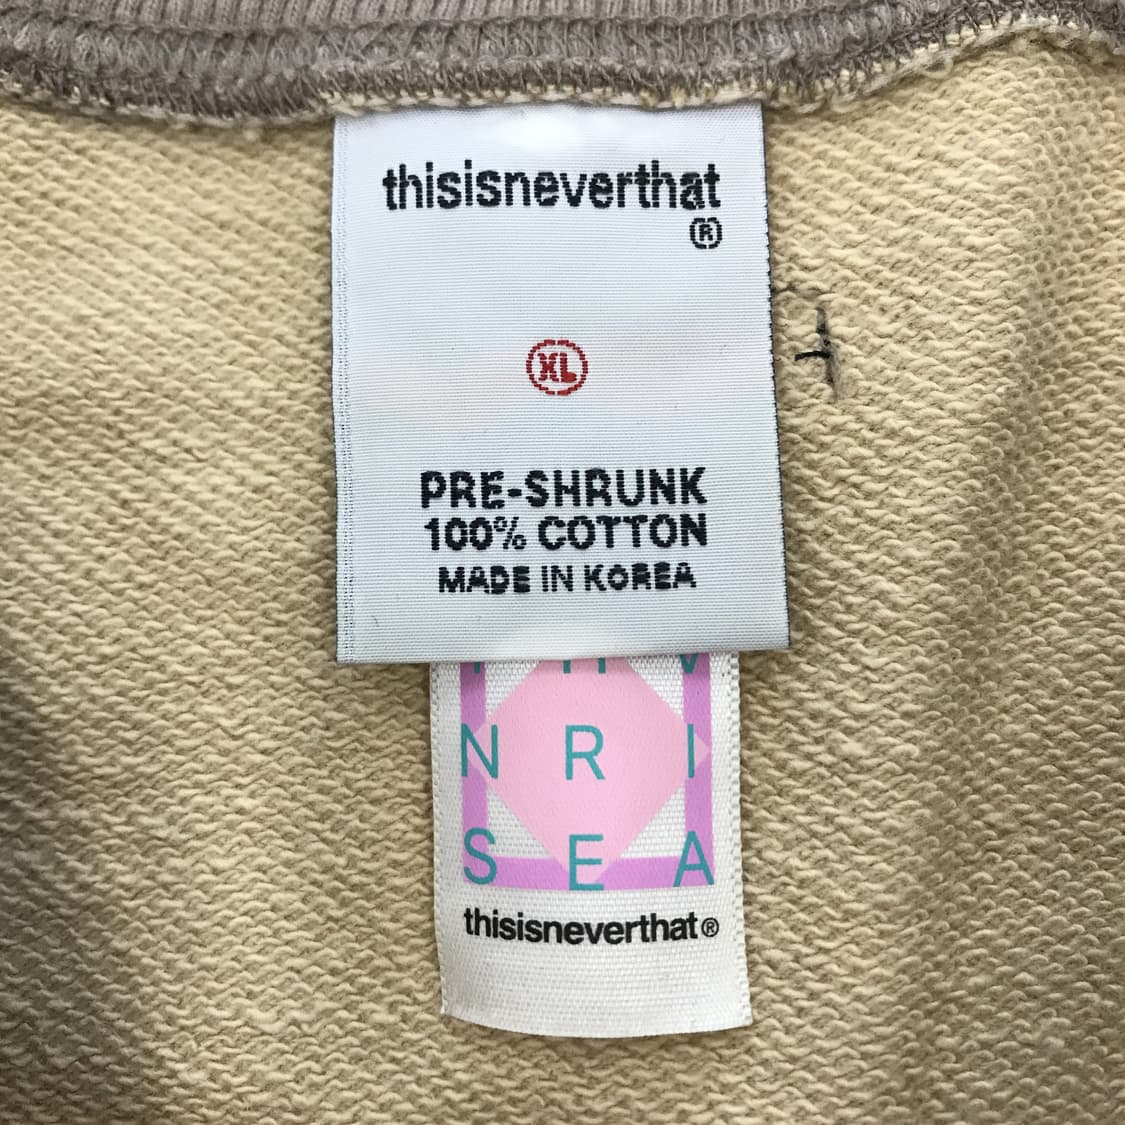 thisisneverthat
®
XL
PRE-SHRUNK
100% COTTON
MADE IN KOREA
N R I
S E A
thisisneverthat®